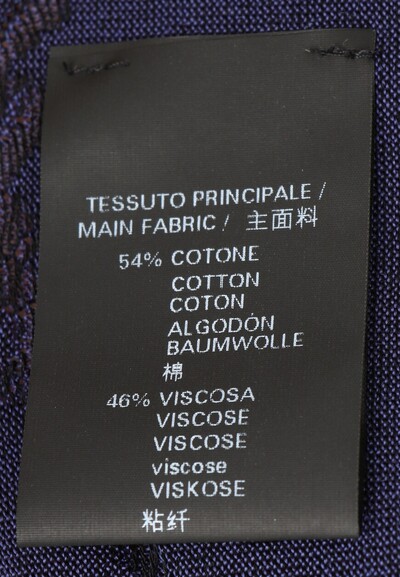 TESSUTO PRINCIPALE /
MAIN FABRIC / 主面料
54% COTONE
COTTON
COTON
ALGODÓN
BAUMWOLLE
棉
46% VISCOSA
VISCOSE
VISCOSE
viscose
VISKOSE
粘纤